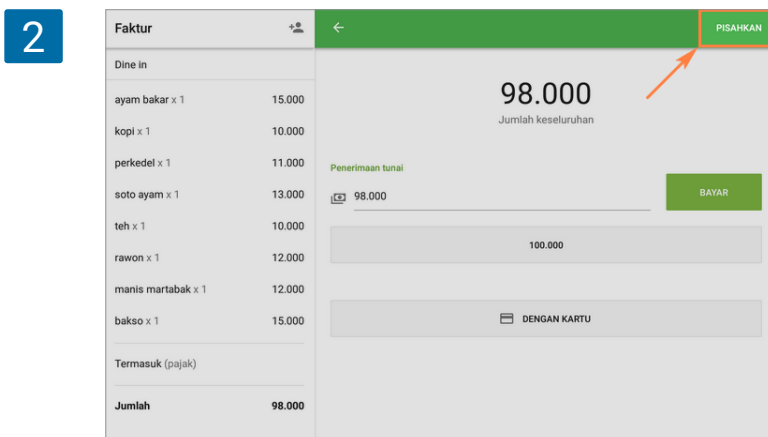 2
Faktur
PISAHKAN
Dine in
ayam bakar x 1 15.000
kopi x 1 10.000
perkedel x 1 11.000
soto ayam x 1 13.000
teh x 1 10.000
rawon x 1 12.000
manis martabak x 1 12.000
bakso x 1 15.000
Termasuk (pajak)
Jumlah 98.000
98.000
Jumlah keseluruhan
Penerimaan tunai
98.000
BAYAR
100.000
DENGAN KARTU